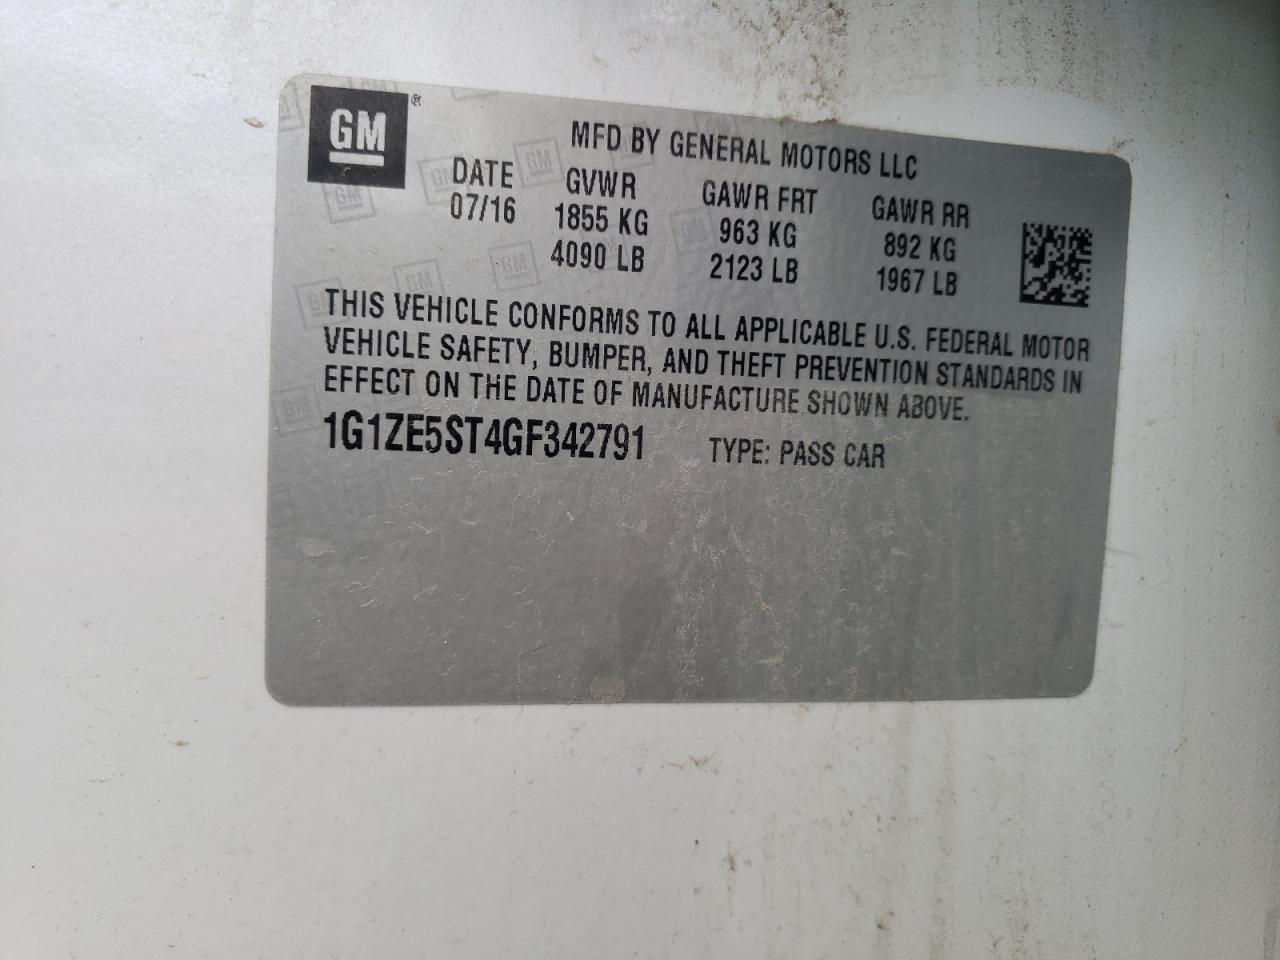 GM®
MFD BY GENERAL MOTORS LLC
DATE GVWR GAWR FRT GAWR RR
07/16 1855 KG 963 KG 892 KG
4090 LB 2123 LB 1967 LB
THIS VEHICLE CONFORMS TO ALL APPLICABLE U.S. FEDERAL MOTOR
VEHICLE SAFETY, BUMPER, AND THEFT PREVENTION STANDARDS IN
EFFECT ON THE DATE OF MANUFACTURE SHOWN ABOVE.
1G1ZE5ST4GF342791 TYPE: PASS CAR